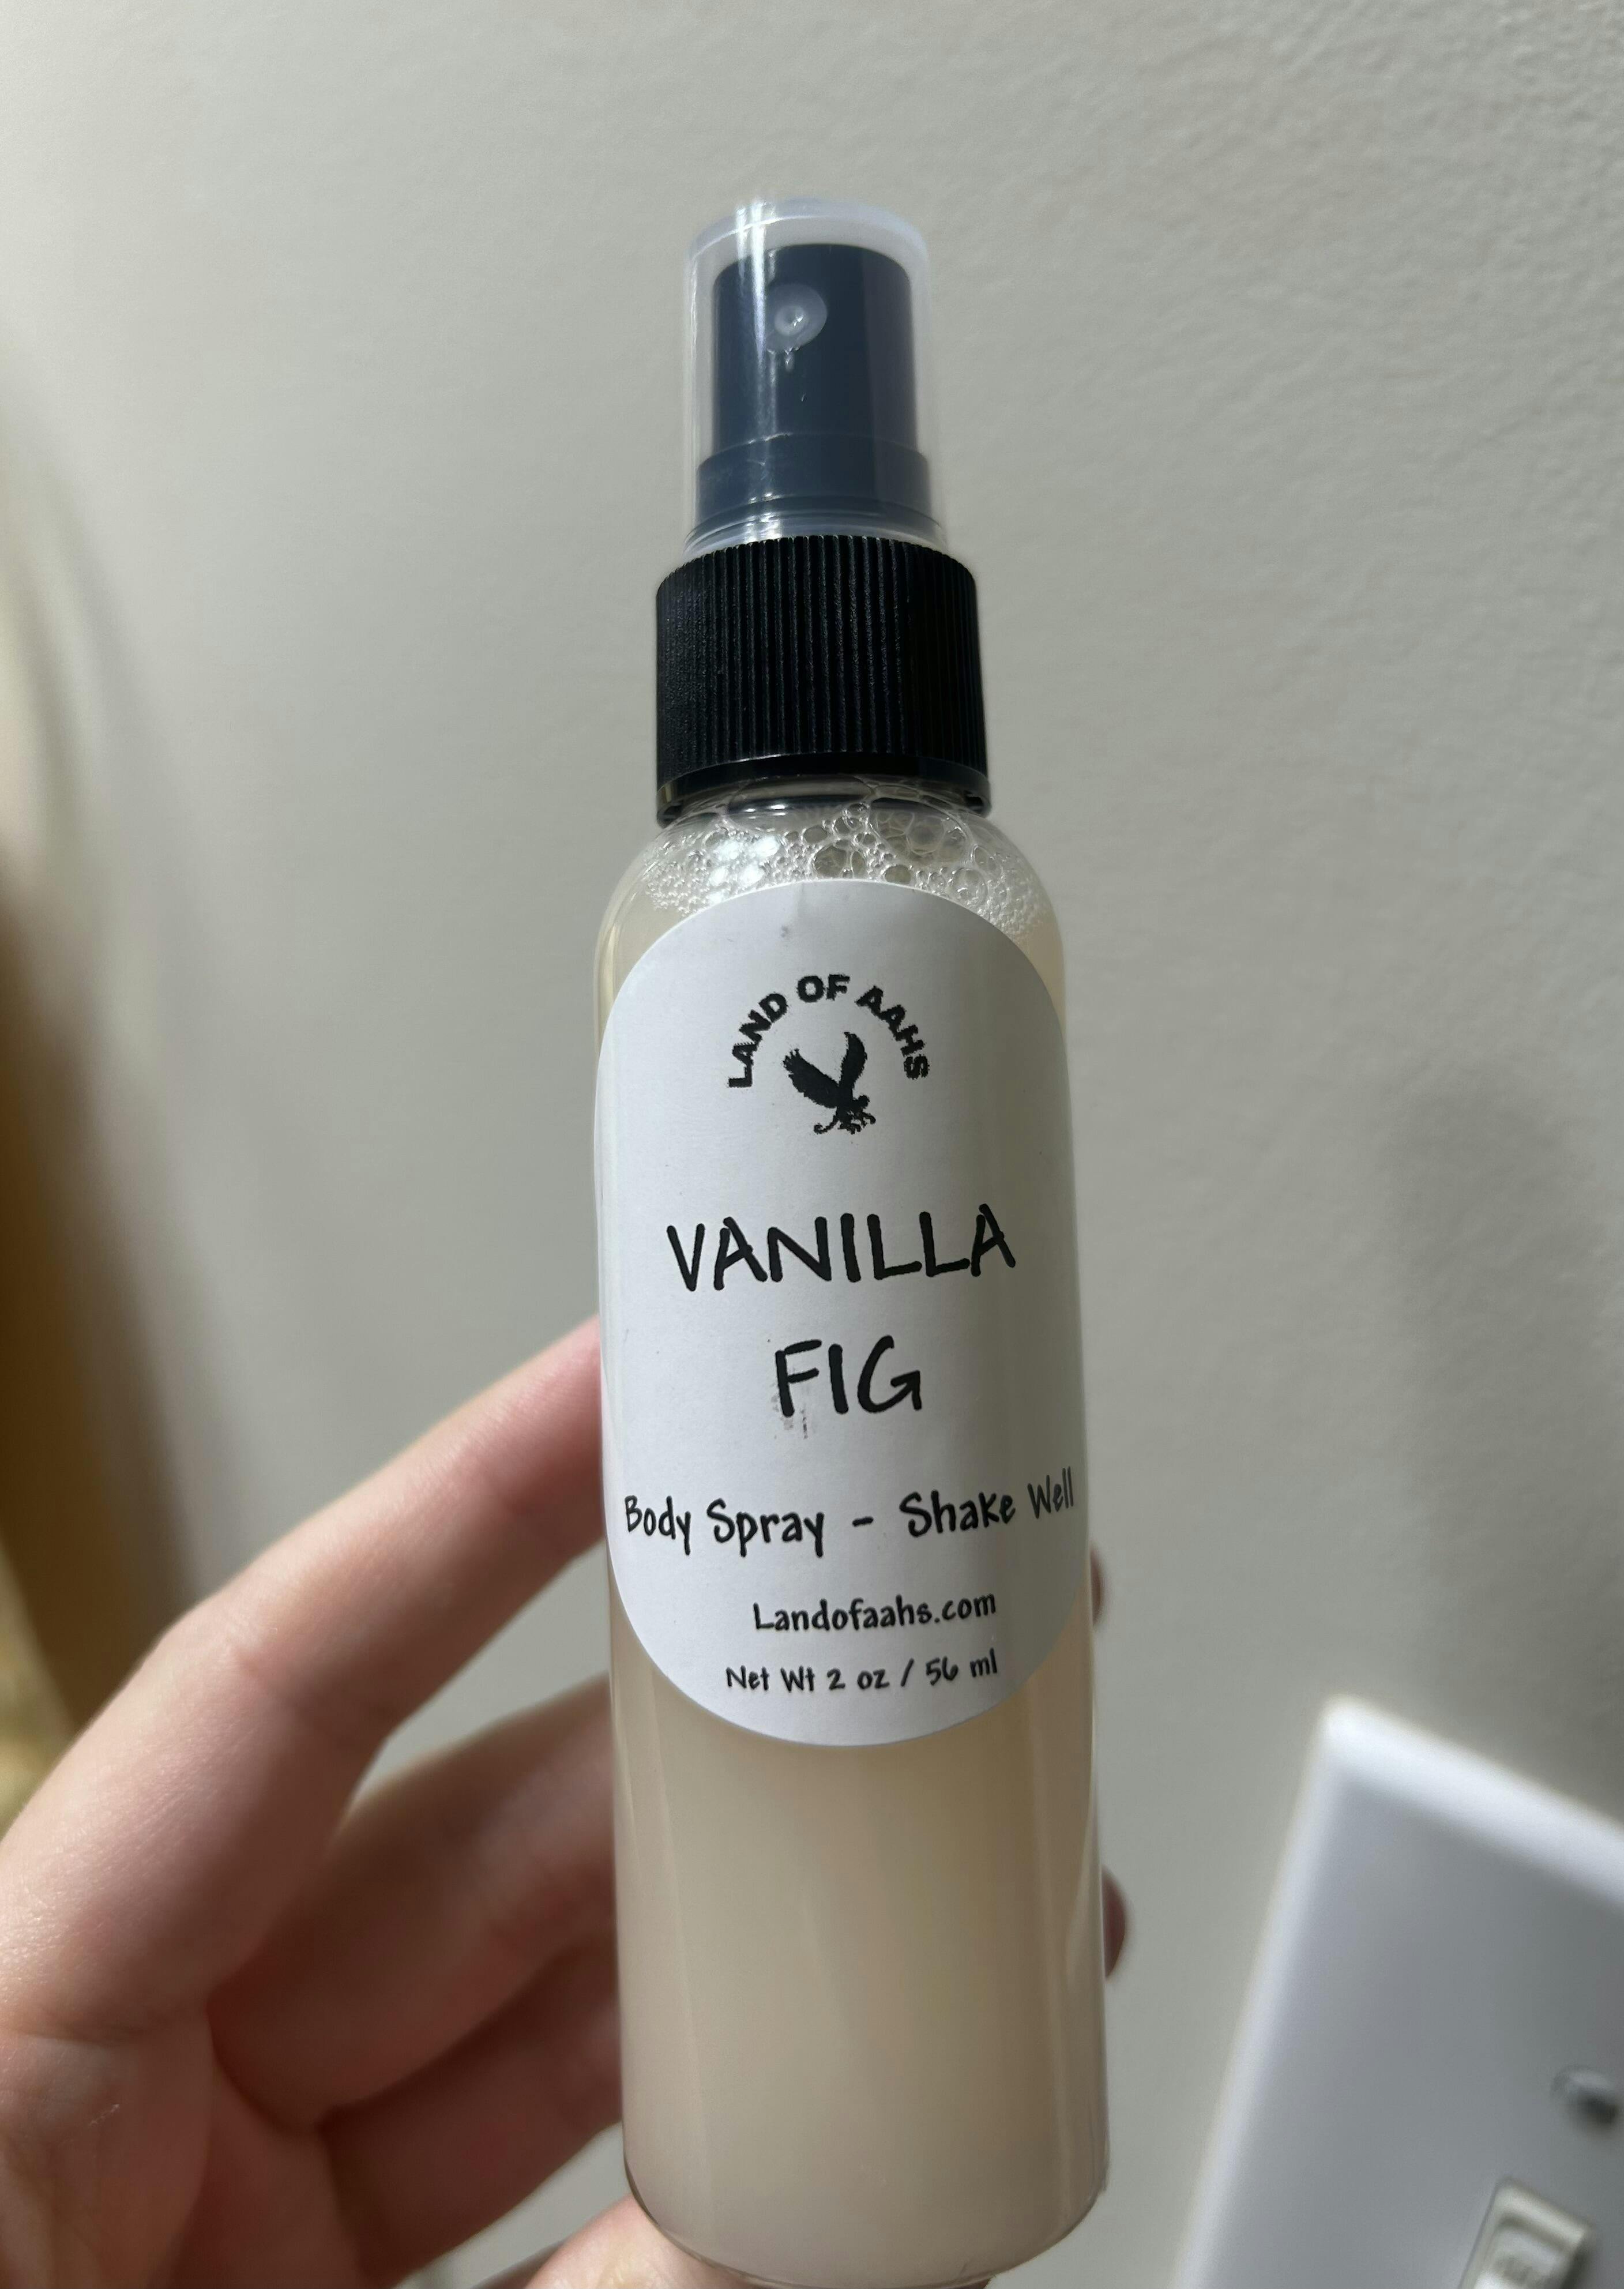 LAND OF AAHS
VANILLA
FIG
Body Spray - Shake Well
Landofaahs.com
Net Wt 2 oz / 56 ml